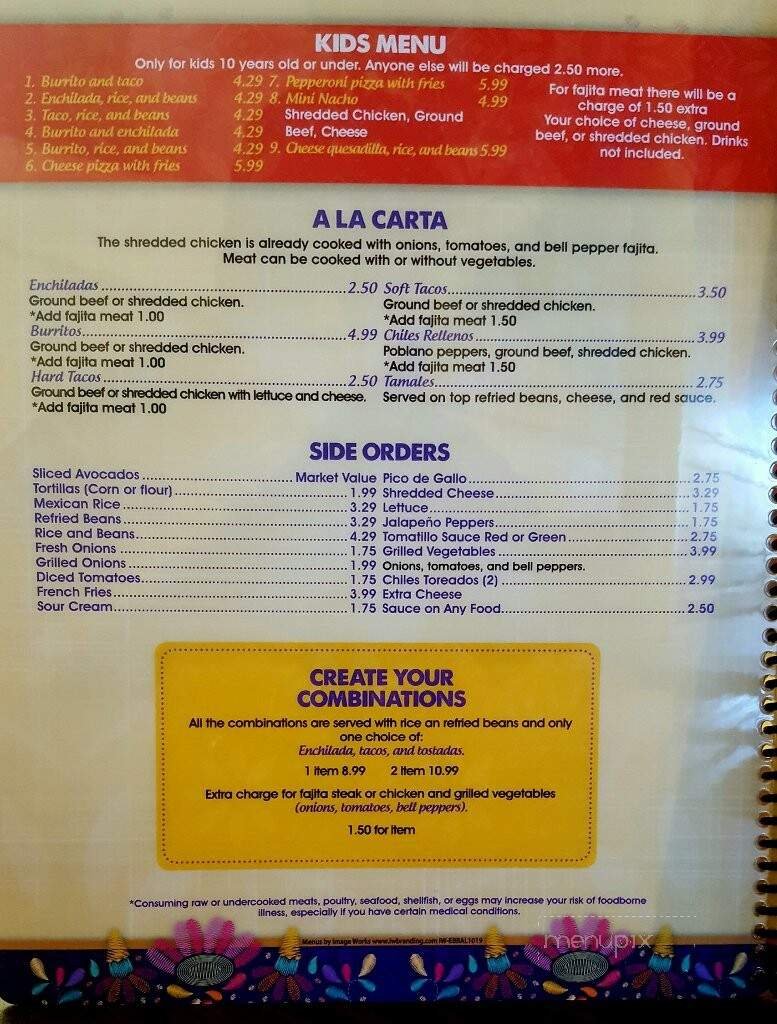 KIDS MENU
Only for kids 10 years old or under. Anyone else will be charged 2.50 more.
1. Burrito and taco 4.29
2. Enchilada, rice, and beans 4.29
3. Taco, rice, and beans 4.29
4. Burrito and enchilada 4.29
5. Burrito, rice, and beans 4.29
6. Cheese pizza with fries 5.99
7. Pepperoni pizza with fries 5.99
8. Mini Nacho 4.99
Shredded Chicken, Ground
Beef, Cheese
9. Cheese quesadilla, rice, and beans 5.99
For fajita meat there will be a
charge of 1.50 extra
Your choice of cheese, ground
beef, or shredded chicken. Drinks
not included.
A LA CARTA
The shredded chicken is already cooked with onions, tomatoes, and bell pepper fajita.
Meat can be cooked with or without vegetables.
Enchiladas 2.50
Ground beef or shredded chicken.
*Add fajita meat 1.00
Burritos 4.99
Ground beef or shredded chicken.
*Add fajita meat 1.00
Hard Tacos 2.50
Ground beef or shredded chicken with lettuce and cheese.
*Add fajita meat 1.00
Soft Tacos 3.50
Ground beef or shredded chicken.
*Add fajita meat 1.50
Chiles Rellenos 3.99
Poblano peppers, ground beef, shredded chicken.
*Add fajita meat 1.50
Tamales 2.75
Served on top refried beans, cheese, and red sauce.
SIDE ORDERS
Sliced Avocados Market Value
Tortillas (Corn or flour) 1.99
Mexican Rice 3.29
Refried Beans 3.29
Rice and Beans 4.29
Fresh Onions 1.75
Grilled Onions 1.99
Diced Tomatoes 1.75
French Fries 3.99
Sour Cream 1.75
Pico de Gallo 2.75
Shredded Cheese 3.29
Lettuce 1.75
Jalapeño Peppers 1.75
Tomatillo Sauce Red or Green 2.75
Grilled Vegetables 3.99
Onions, tomatoes, and bell peppers.
Chiles Toreados (2) 2.99
Extra Cheese
Sauce on Any Food 2.50
CREATE YOUR
COMBINATIONS
All the combinations are served with rice an refried beans and only
one choice of:
Enchilada, tacos, and tostadas.
1 item 8.99 2 item 10.99
Extra charge for fajita steak or chicken and grilled vegetables
(onions, tomatoes, bell peppers).
1.50 for item
*Consuming raw or undercooked meats, poultry, seafood, shellfish, or eggs may increase your risk of foodborne
illness, especially if you have certain medical conditions.
Menus by Image Works www.iwbranding.com IW-EBBAL1019
menupix